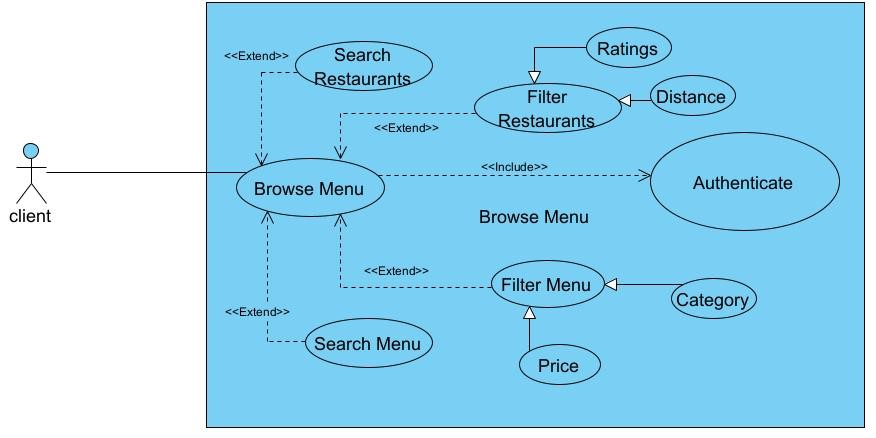 Ratings
<<Extend>>
Search
Restaurants
Filter
Restaurants
Distance
<<Extend>>
<<Include>>
Browse Menu
Authenticate
client
Browse Menu
<<Extend>>
Filter Menu
Category
<<Extend>>
Search Menu
Price